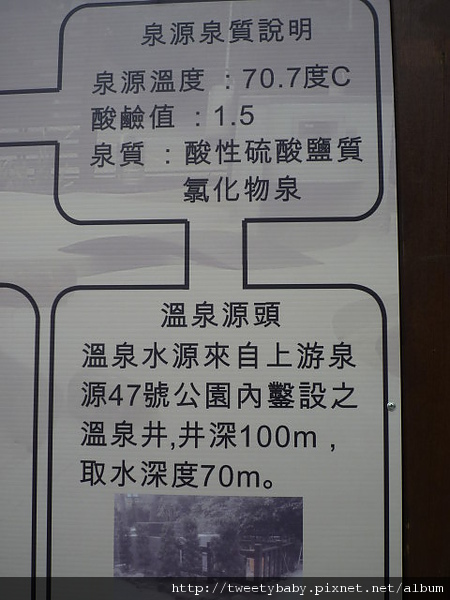 泉源泉質說明
泉源溫度 : 70.7度C
酸鹼值 : 1.5
泉質 : 酸性硫酸鹽質
氯化物泉
溫泉源頭
溫泉水源來自上游泉
源47號公園內鑿設之
溫泉井,井深100m ,
取水深度70m。
http://tweetybaby.pixnet.net/album